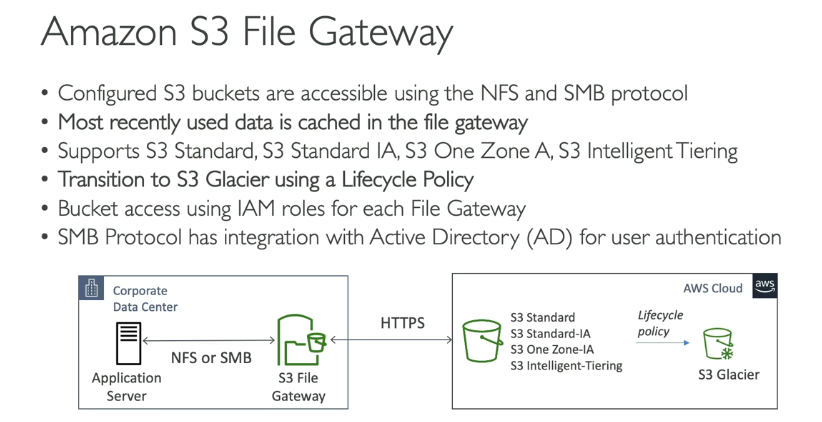 Amazon S3 File Gateway
• Configured S3 buckets are accessible using the NFS and SMB protocol
• Most recently used data is cached in the file gateway
• Supports S3 Standard, S3 Standard IA, S3 One Zone A, S3 Intelligent Tiering
• Transition to S3 Glacier using a Lifecycle Policy
• Bucket access using IAM roles for each File Gateway
• SMB Protocol has integration with Active Directory (AD) for user authentication
Corporate
Data Center
NFS or SMB
Application
Server
S3 File
Gateway
HTTPS
AWS Cloud
aws
S3 Standard
S3 Standard-IA
S3 One Zone-IA
S3 Intelligent-Tiering
Lifecycle
policy
S3 Glacier